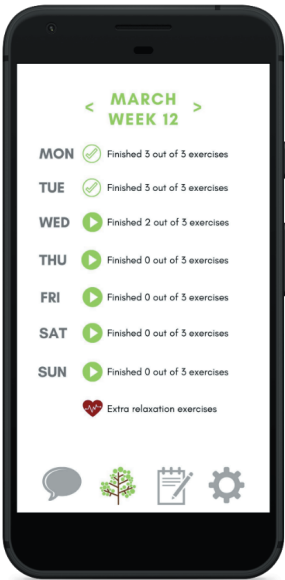 < MARCH >
WEEK 12
MON Finished 3 out of 3 exercises
TUE Finished 3 out of 3 exercises
WED Finished 2 out of 3 exercises
THU Finished 0 out of 3 exercises
FRI Finished 0 out of 3 exercises
SAT Finished 0 out of 3 exercises
SUN Finished 0 out of 3 exercises
Extra relaxation exercises